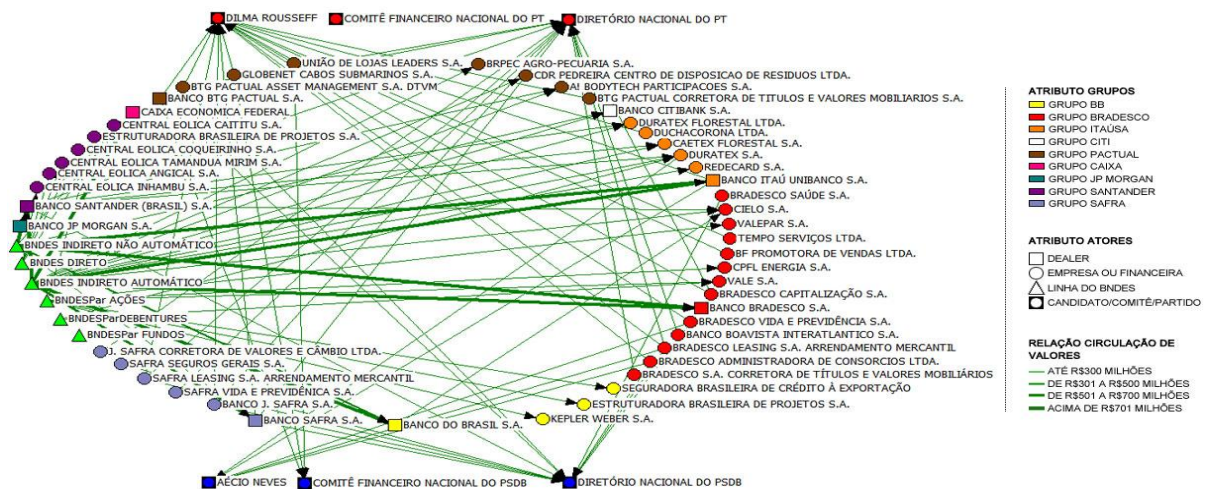 DILMA ROUSSEFF
COMITÊ FINANCEIRO NACIONAL DO PT
DIRETÓRIO NACIONAL DO PT
UNIÃO DE LOJAS LEADERS S.A.
BRPEC AGRO-PECUARIA S.A.
GLOBENET CABOS SUBMARINOS S.A.
CDR PEDREIRA CENTRO DE DISPOSICAO DE RESIDUOS LTDA.
BTG PACTUAL ASSET MANAGEMENT S.A. DTVM
A! BODYTECH PARTICIPACOES S.A.
BANCO BTG PACTUAL S.A.
BTG PACTUAL CORRETORA DE TITULOS E VALORES MOBILIARIOS S.A.
CAIXA ECONOMICA FEDERAL
BANCO CITIBANK S.A.
CENTRAL EOLICA CAITITU S.A.
DURATEX FLORESTAL LTDA.
ESTRUTURADORA BRASILEIRA DE PROJETOS S.A.
DUCHACORONA LTDA.
CENTRAL EOLICA COQUEIRINHO S.A.
CAETEX FLORESTAL S.A.
CENTRAL EOLICA TAMANDUA MIRIM S.A.
DURATEX S.A.
CENTRAL EOLICA ANGICAL S.A.
REDECARD S.A.
CENTRAL EOLICA INHAMBU S.A.
BANCO ITAÚ UNIBANCO S.A.
BANCO SANTANDER (BRASIL) S.A.
BRADESCO SAÚDE S.A.
CIELO S.A.
BANCO JP MORGAN S.A.
VALEPAR S.A.
BNDES INDIRETO NÃO AUTOMÁTICO
TEMPO SERVIÇOS LTDA.
BNDES DIRETO
BF PROMOTORA DE VENDAS LTDA.
CPFL ENERGIA S.A.
BNDES INDIRETO AUTOMÁTICO
VALE S.A.
BNDESPar AÇÕES
BRADESCO CAPITALIZAÇÃO S.A.
BANCO BRADESCO S.A.
BNDESParDEBENTURES
BRADESCO VIDA E PREVIDÊNCIA S.A.
BNDESPar FUNDOS
BANCO BOAVISTA INTERATLANTICO S.A.
J. SAFRA CORRETORA DE VALORES E CÂMBIO LTDA.
BRADESCO LEASING S.A. ARRENDAMENTO MERCANTIL
SAFRA SEGUROS GERAIS S.A.
BRADESCO ADMINISTRADORA DE CONSORCIOS LTDA.
SAFRA LEASING S.A. ARRENDAMENTO MERCANTIL
BRADESCO S.A. CORRETORA DE TÍTULOS E VALORES MOBILIÁRIOS
SAFRA VIDA E PREVIDÊNICA S.A.
SEGURADORA BRASILEIRA DE CRÉDITO À EXPORTAÇÃO
BANCO J. SAFRA S.A.
ESTRUTURADORA BRASILEIRA DE PROJETOS S.A.
BANCO SAFRA S.A.
BANCO DO BRASIL S.A.
KEPLER WEBER S.A.
AÉCIO NEVES
COMITÊ FINANCEIRO NACIONAL DO PSDB
DIRETÓRIO NACIONAL DO PSDB
ATRIBUTO GRUPOS
GRUPO BB
GRUPO BRADESCO
GRUPO ITAÚSA
GRUPO CITI
GRUPO PACTUAL
GRUPO CAIXA
GRUPO JP MORGAN
GRUPO SANTANDER
GRUPO SAFRA
ATRIBUTO ATORES
DEALER
EMPRESA OU FINANCEIRA
LINHA DO BNDES
CANDIDATO/COMITÊ/PARTIDO
RELAÇÃO CIRCULAÇÃO DE
VALORES
ATÉ R$300 MILHÕES
DE R$301 A R$500 MILHÕES
DE R$501 A R$700 MILHÕES
ACIMA DE R$701 MILHÕES